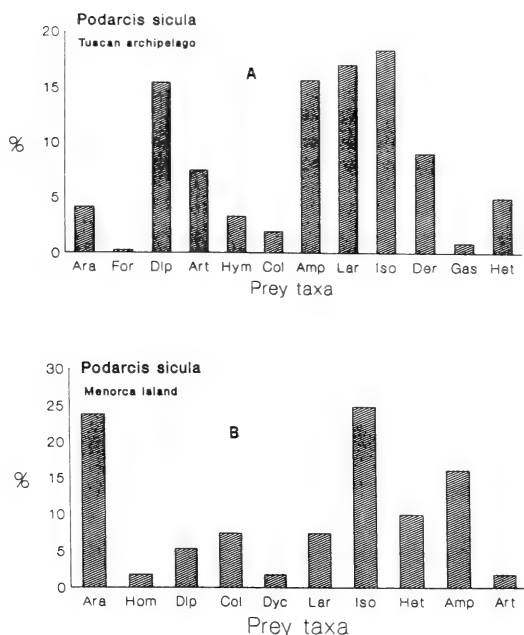 Podarcis sicula
Tuscan archipelago
A
20
15
10
5
0
%
Ara For Dip Art Hym Col Amp Lar Iso Der Gas Het
Prey taxa
Podarcis sicula
Menorca Island
B
30
25
20
15
10
5
0
%
Ara Hom Dip Col Dyc Lar Iso Het Amp Art
Prey taxa